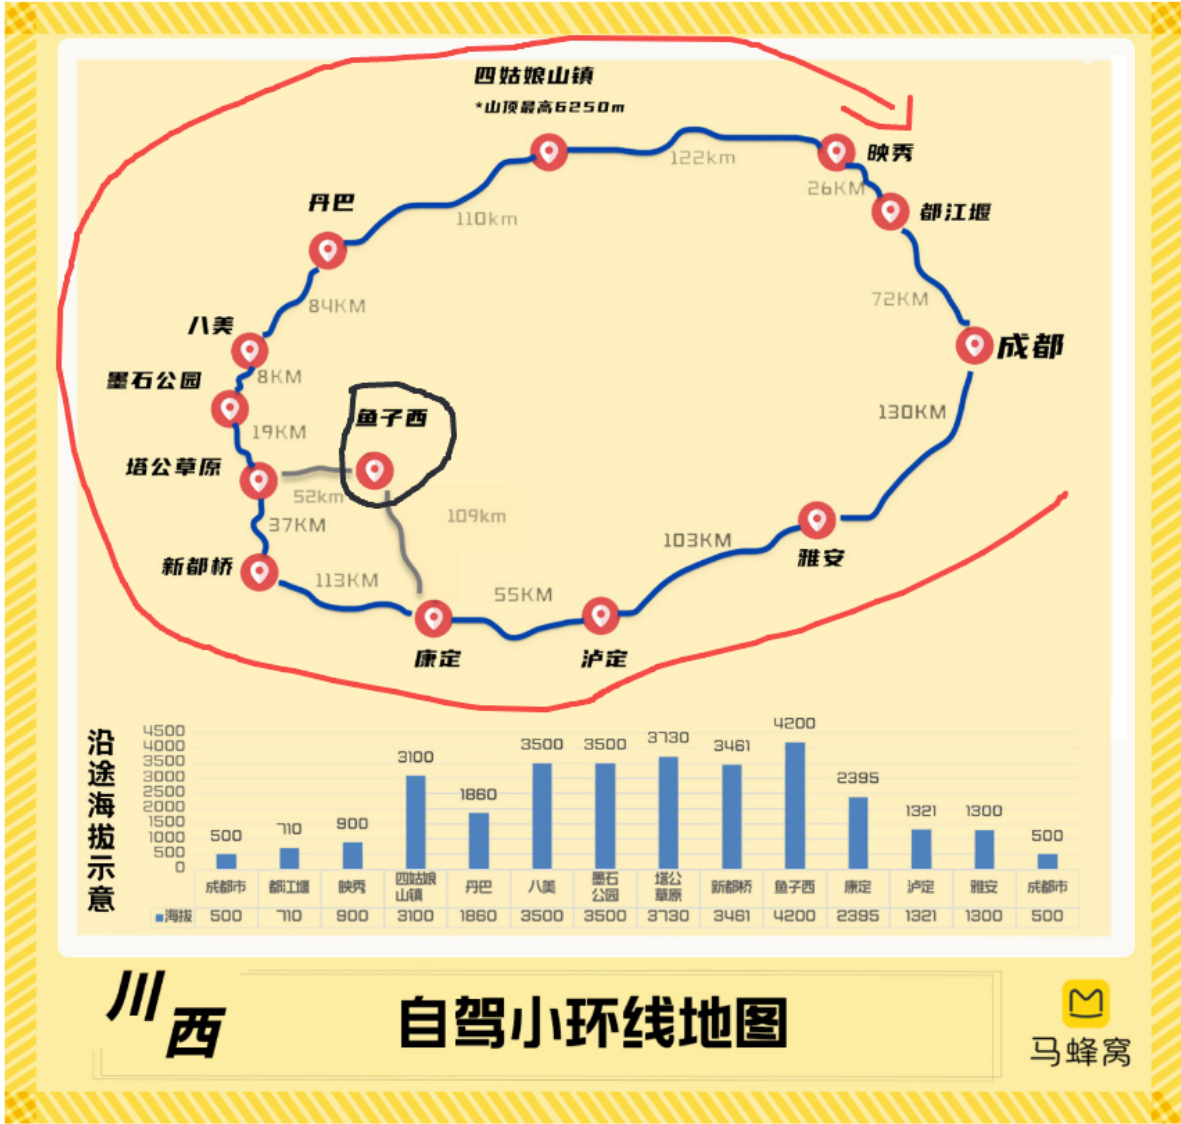 四姑娘山镇
*山顶最高6250m
122km
映秀
26KM
都江堰
丹巴
110km
72KM
84KM
成都
八美
8KM
墨石公园
130KM
19KM
鱼子西
塔公草原
52km
109km
37KM
103KM
雅安
新都桥
113KM
55KM
康定
泸定
沿途海拔示意
4500
4000
3500
3000
2500
2000
1500
1000
500
0
500 710 900 3100 1860 3500 3500 3730 3461 4200 2395 1321 1300 500
成都市 都江堰 映秀 四姑娘山镇 丹巴 八美 墨石公园 塔公草原 新都桥 鱼子西 康定 泸定 雅安 成都市
海拔 500 710 900 3100 1860 3500 3500 3730 3461 4200 2395 1321 1300 500
川西
自驾小环线地图
马蜂窝